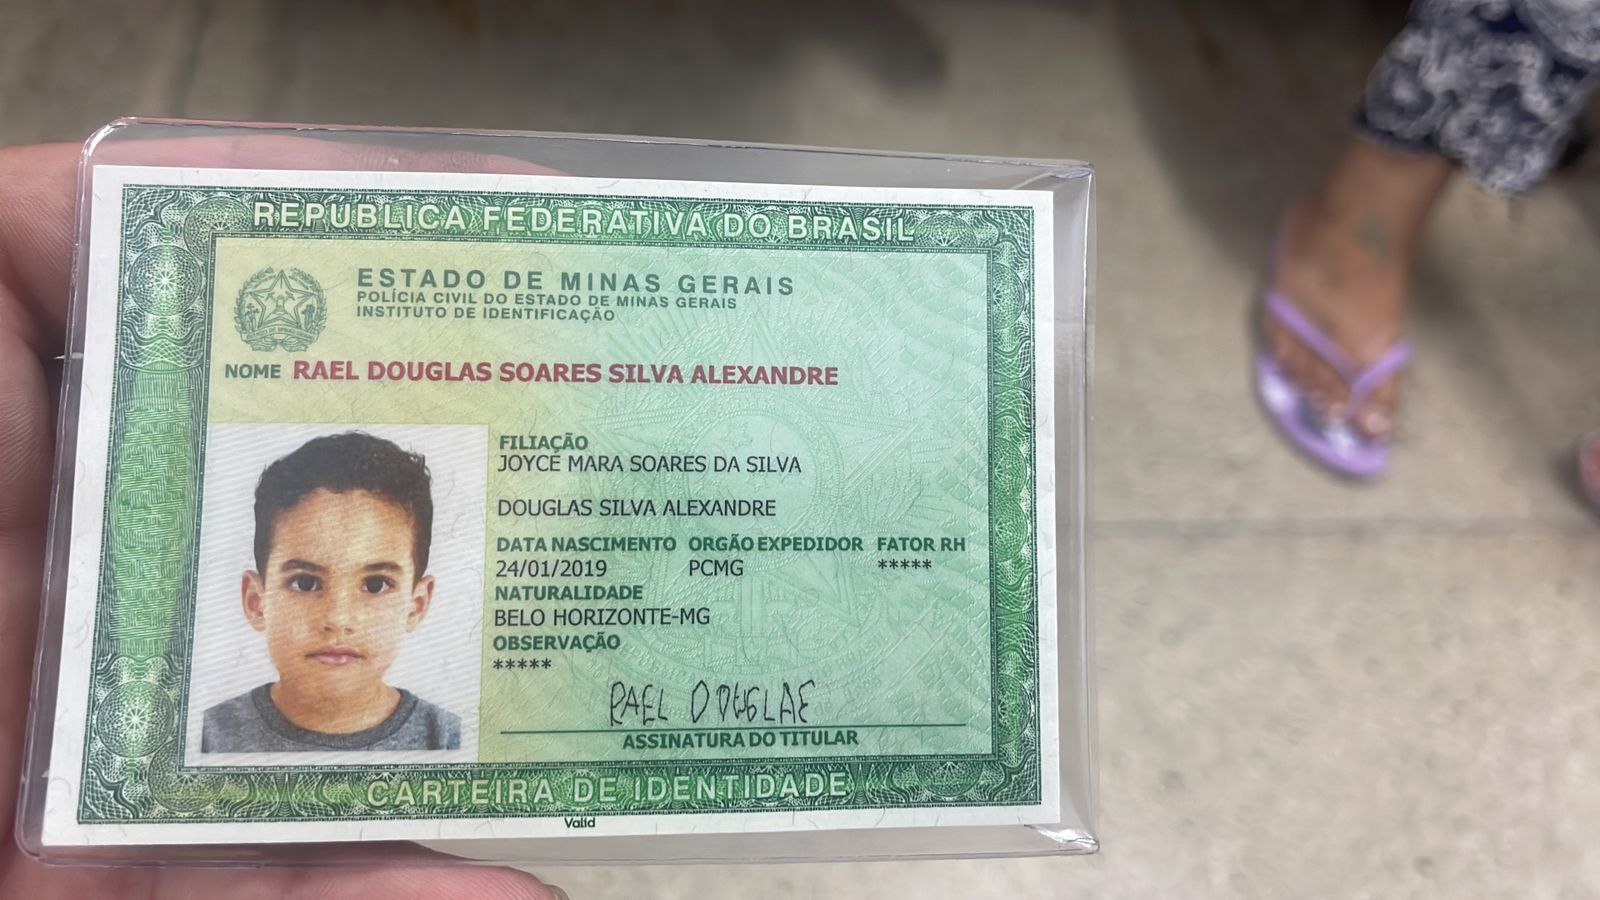 REPÚBLICA FEDERATIVA DO BRASIL
ESTADO DE MINAS GERAIS
POLÍCIA CIVIL DO ESTADO DE MINAS GERAIS
INSTITUTO DE IDENTIFICAÇÃO
NOME RAEL DOUGLAS SOARES SILVA ALEXANDRE
FILIAÇÃO
JOYCE MARA SOARES DA SILVA
DOUGLAS SILVA ALEXANDRE
DATA NASCIMENTO ORGÃO EXPEDIDOR FATOR RH
24/01/2019 PCMG *****
NATURALIDADE
BELO HORIZONTE-MG
OBSERVAÇÃO
*****
RAEL DOUGLAS
ASSINATURA DO TITULAR
CARTEIRA DE IDENTIDADE
Valid